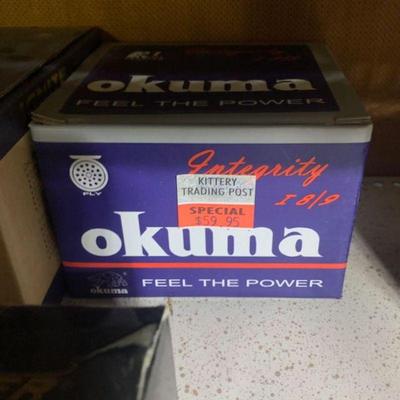 okuma
FEEL THE POWER
Integrity
KITTERY
TRADING POST
I 8/9
SPECIAL
$59.95
FLY
okuma
okuma
FEEL THE POWER